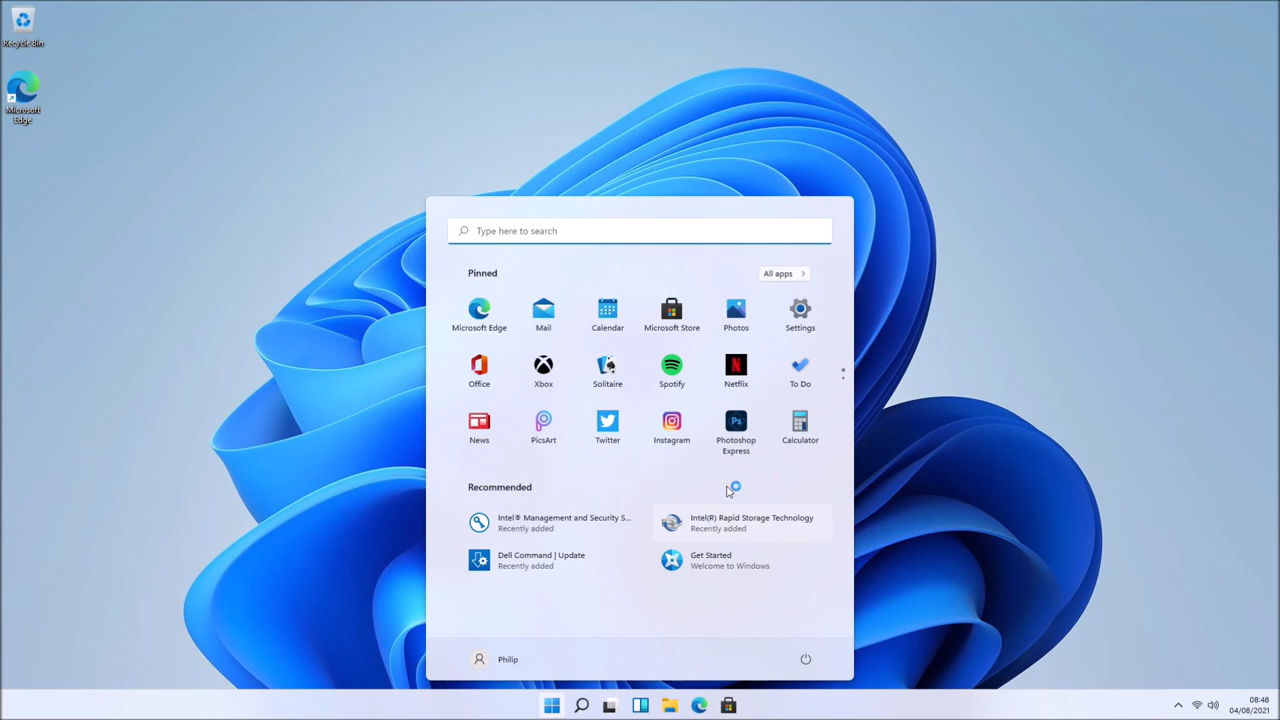 Recycle Bin
Microsoft
Edge
Type here to search
Pinned
All apps
Microsoft Edge
Mail
Calendar
Microsoft Store
Photos
Settings
Office
Xbox
Solitaire
Spotify
Netflix
To Do
News
PicsArt
Twitter
Instagram
Ps
Photoshop
Express
Calculator
Recommended
Intel® Management and Security S...
Recently added
Intel(R) Rapid Storage Technology
Recently added
Dell Command | Update
Recently added
Get Started
Welcome to Windows
Philip
08:48
04/08/2021